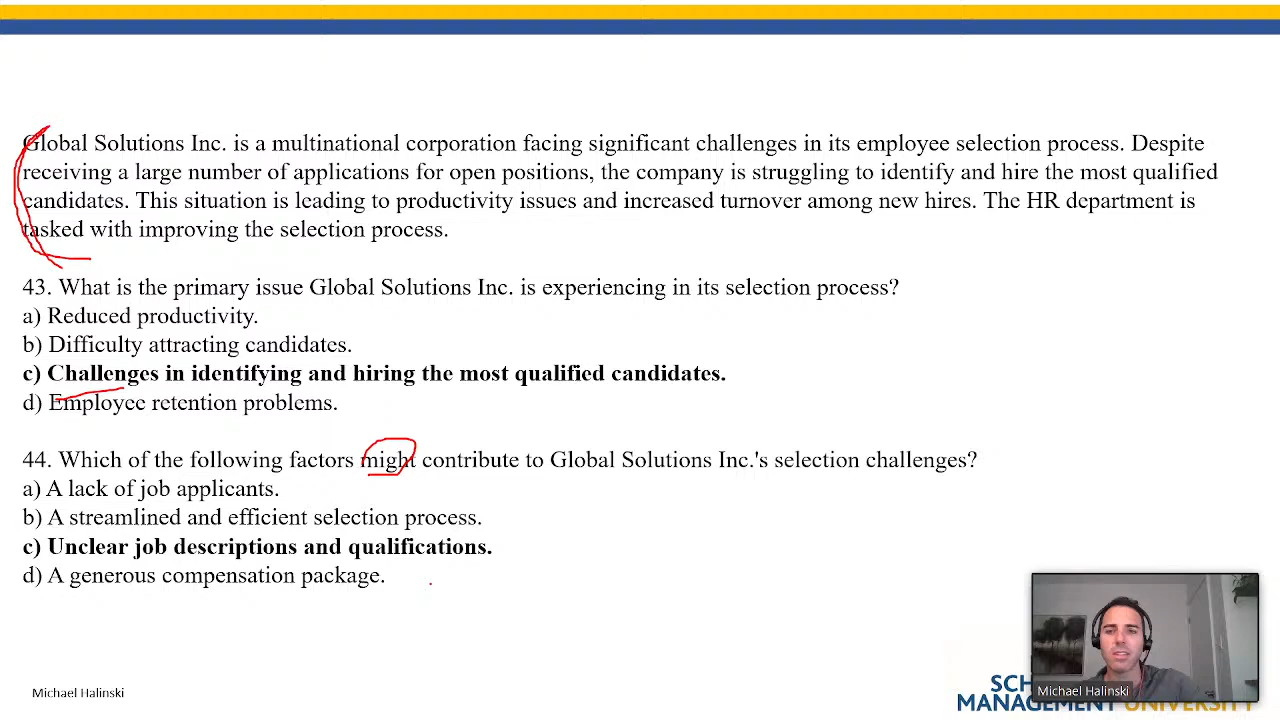 Global Solutions Inc. is a multinational corporation facing significant challenges in its employee selection process. Despite
receiving a large number of applications for open positions, the company is struggling to identify and hire the most qualified
candidates. This situation is leading to productivity issues and increased turnover among new hires. The HR department is
tasked with improving the selection process.
43. What is the primary issue Global Solutions Inc. is experiencing in its selection process?
a) Reduced productivity.
b) Difficulty attracting candidates.
c) Challenges in identifying and hiring the most qualified candidates.
d) Employee retention problems.
44. Which of the following factors might contribute to Global Solutions Inc.'s selection challenges?
a) A lack of job applicants.
b) A streamlined and efficient selection process.
c) Unclear job descriptions and qualifications.
d) A generous compensation package.
Michael Halinski
Michael Halinski
MANAGEMENT UNIVERSITY